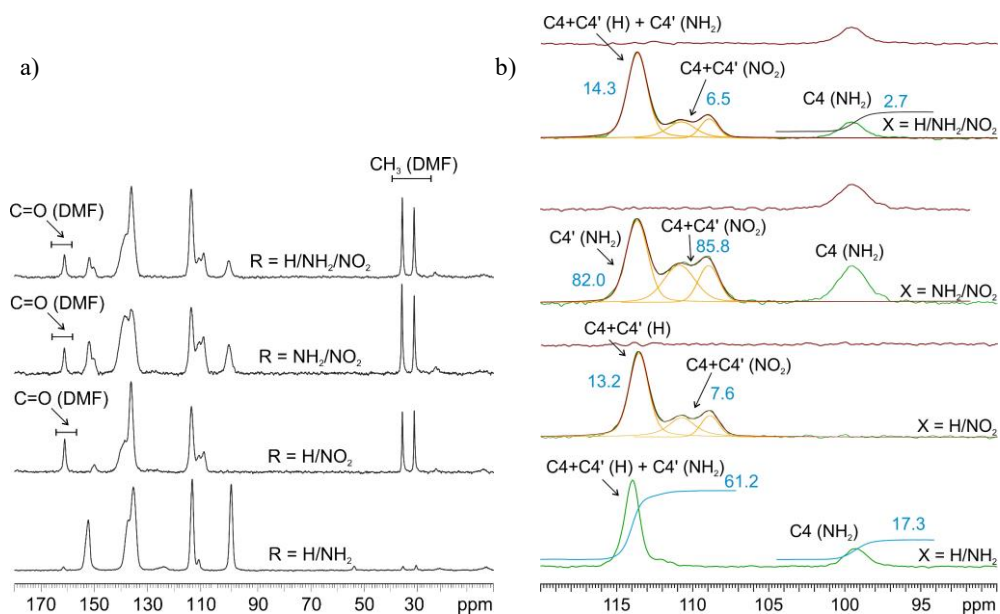 a)
CH₃ (DMF)
C=O (DMF)
R = H/NH₂/NO₂
C=O (DMF)
R = NH₂/NO₂
C=O (DMF)
R = H/NO₂
R = H/NH₂
170 150 130 110 90 70 50 30 ppm
b)
C4+C4' (H) + C4' (NH₂)
C4+C4' (NO₂)
14.3
6.5
C4 (NH₂)
2.7
X = H/NH₂/NO₂
C4' (NH₂)
C4+C4' (NO₂)
85.8
82.0
C4 (NH₂)
X = NH₂/NO₂
C4+C4' (H)
C4+C4' (NO₂)
13.2
7.6
X = H/NO₂
C4+C4' (H) + C4' (NH₂)
61.2
C4 (NH₂)
17.3
X = H/NH₂
115 110 105 100 95 ppm